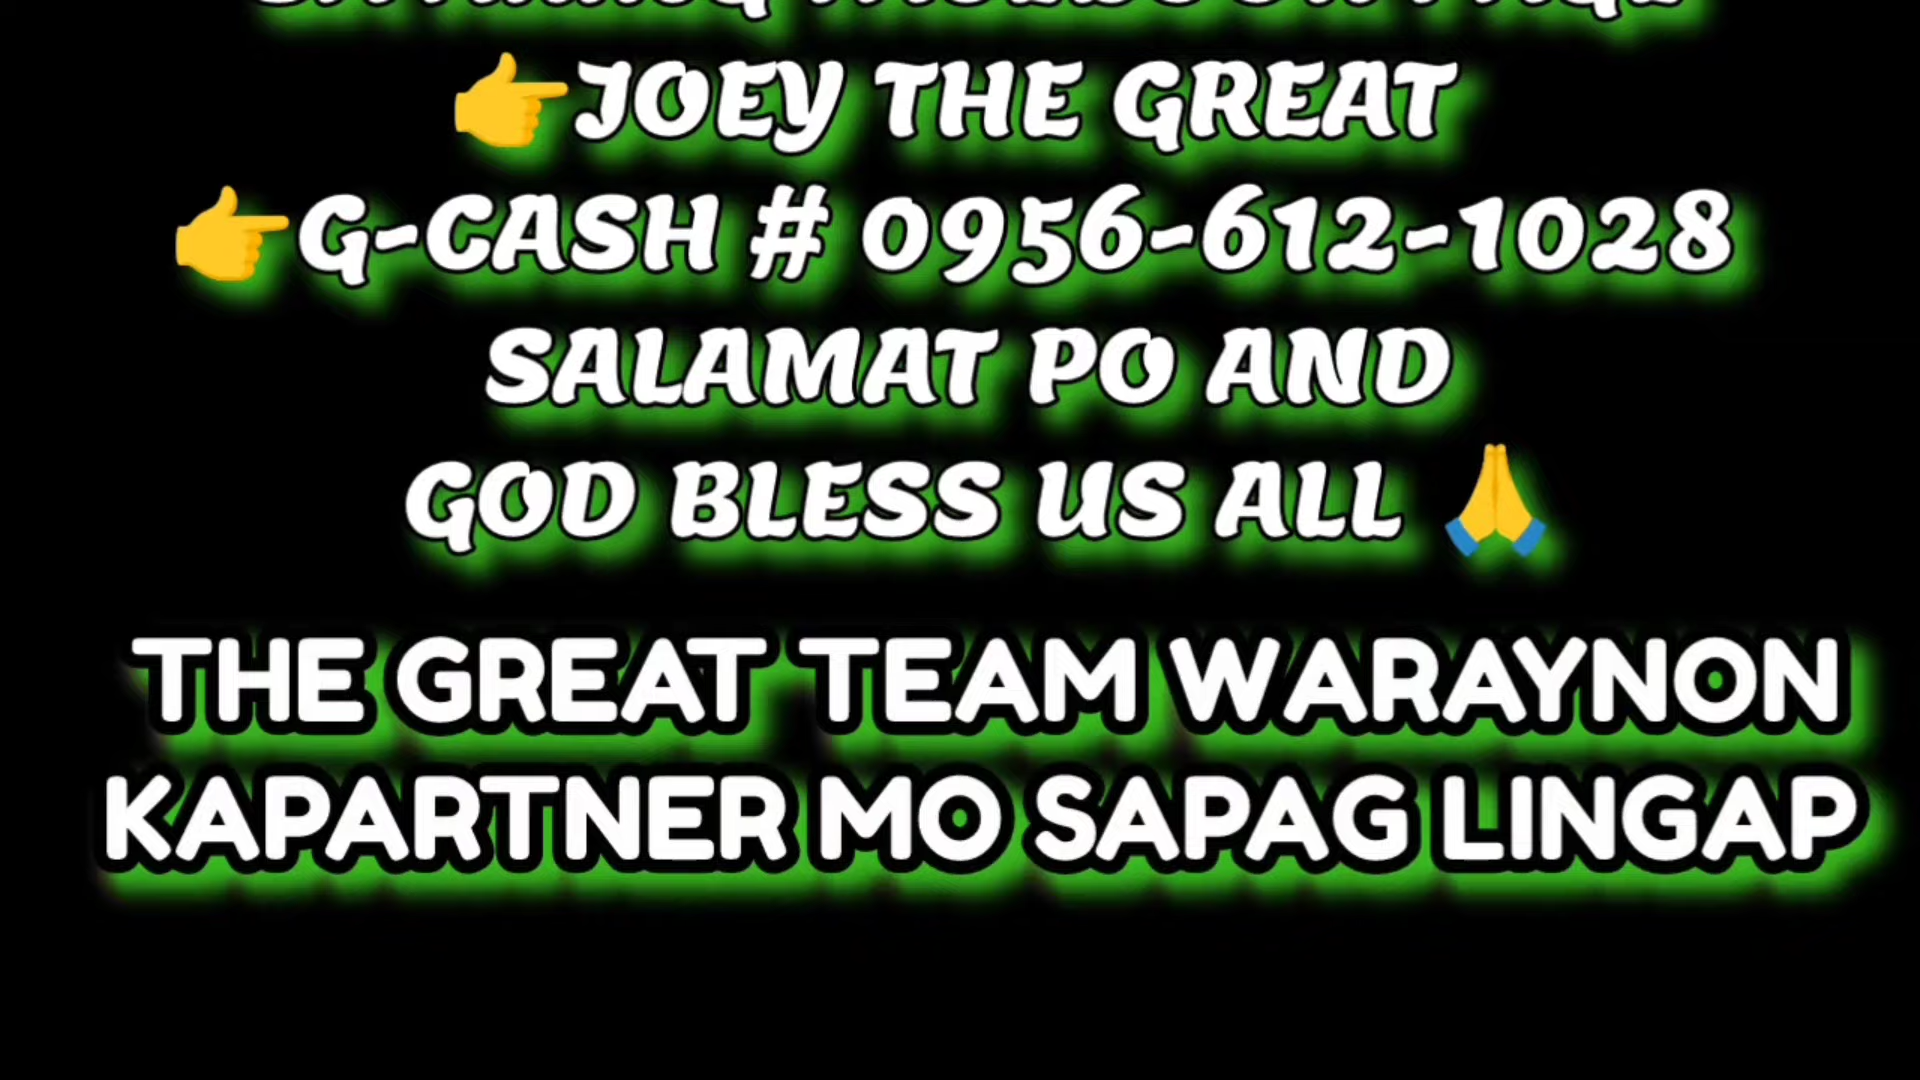 👉JOEY THE GREAT
👉G-CASH # 0956-612-1028
SALAMAT PO AND
GOD BLESS US ALL 🙏
THE GREAT TEAM WARAYNON
KAPARTNER MO SAPAG LINGAP